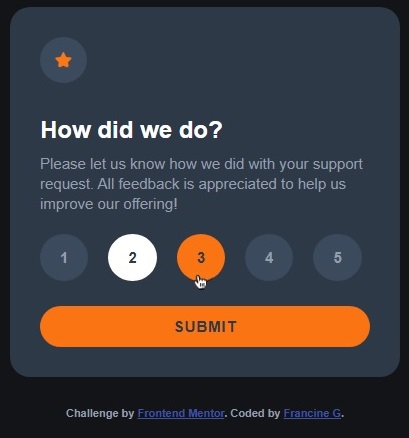 How did we do?
Please let us know how we did with your support
request. All feedback is appreciated to help us
improve our offering!
1 2 3 4 5
SUBMIT
Challenge by Frontend Mentor. Coded by Francine G.